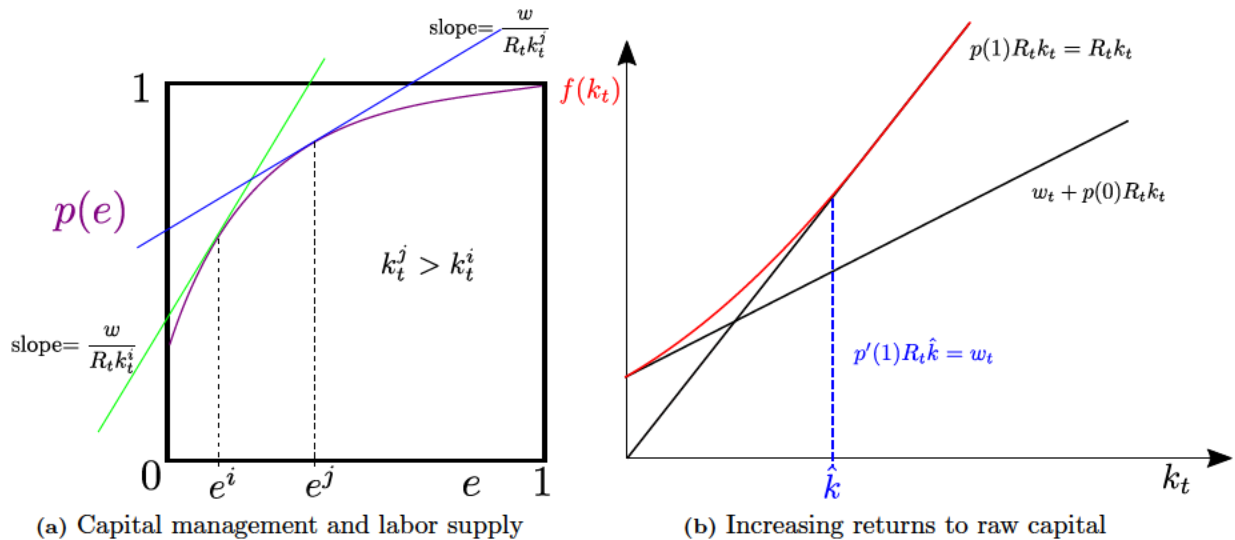 slope= w/(R_t k_t^j)
1
p(e)
k_t^j > k_t^i
slope= w/(R_t k_t^i)
0
e^i
e^j
e
1
(a) Capital management and labor supply
f(k_t)
p(1)R_t k_t = R_t k_t
w_t + p(0)R_t k_t
p′(1)R_t k̂ = w_t
k̂
k_t
(b) Increasing returns to raw capital